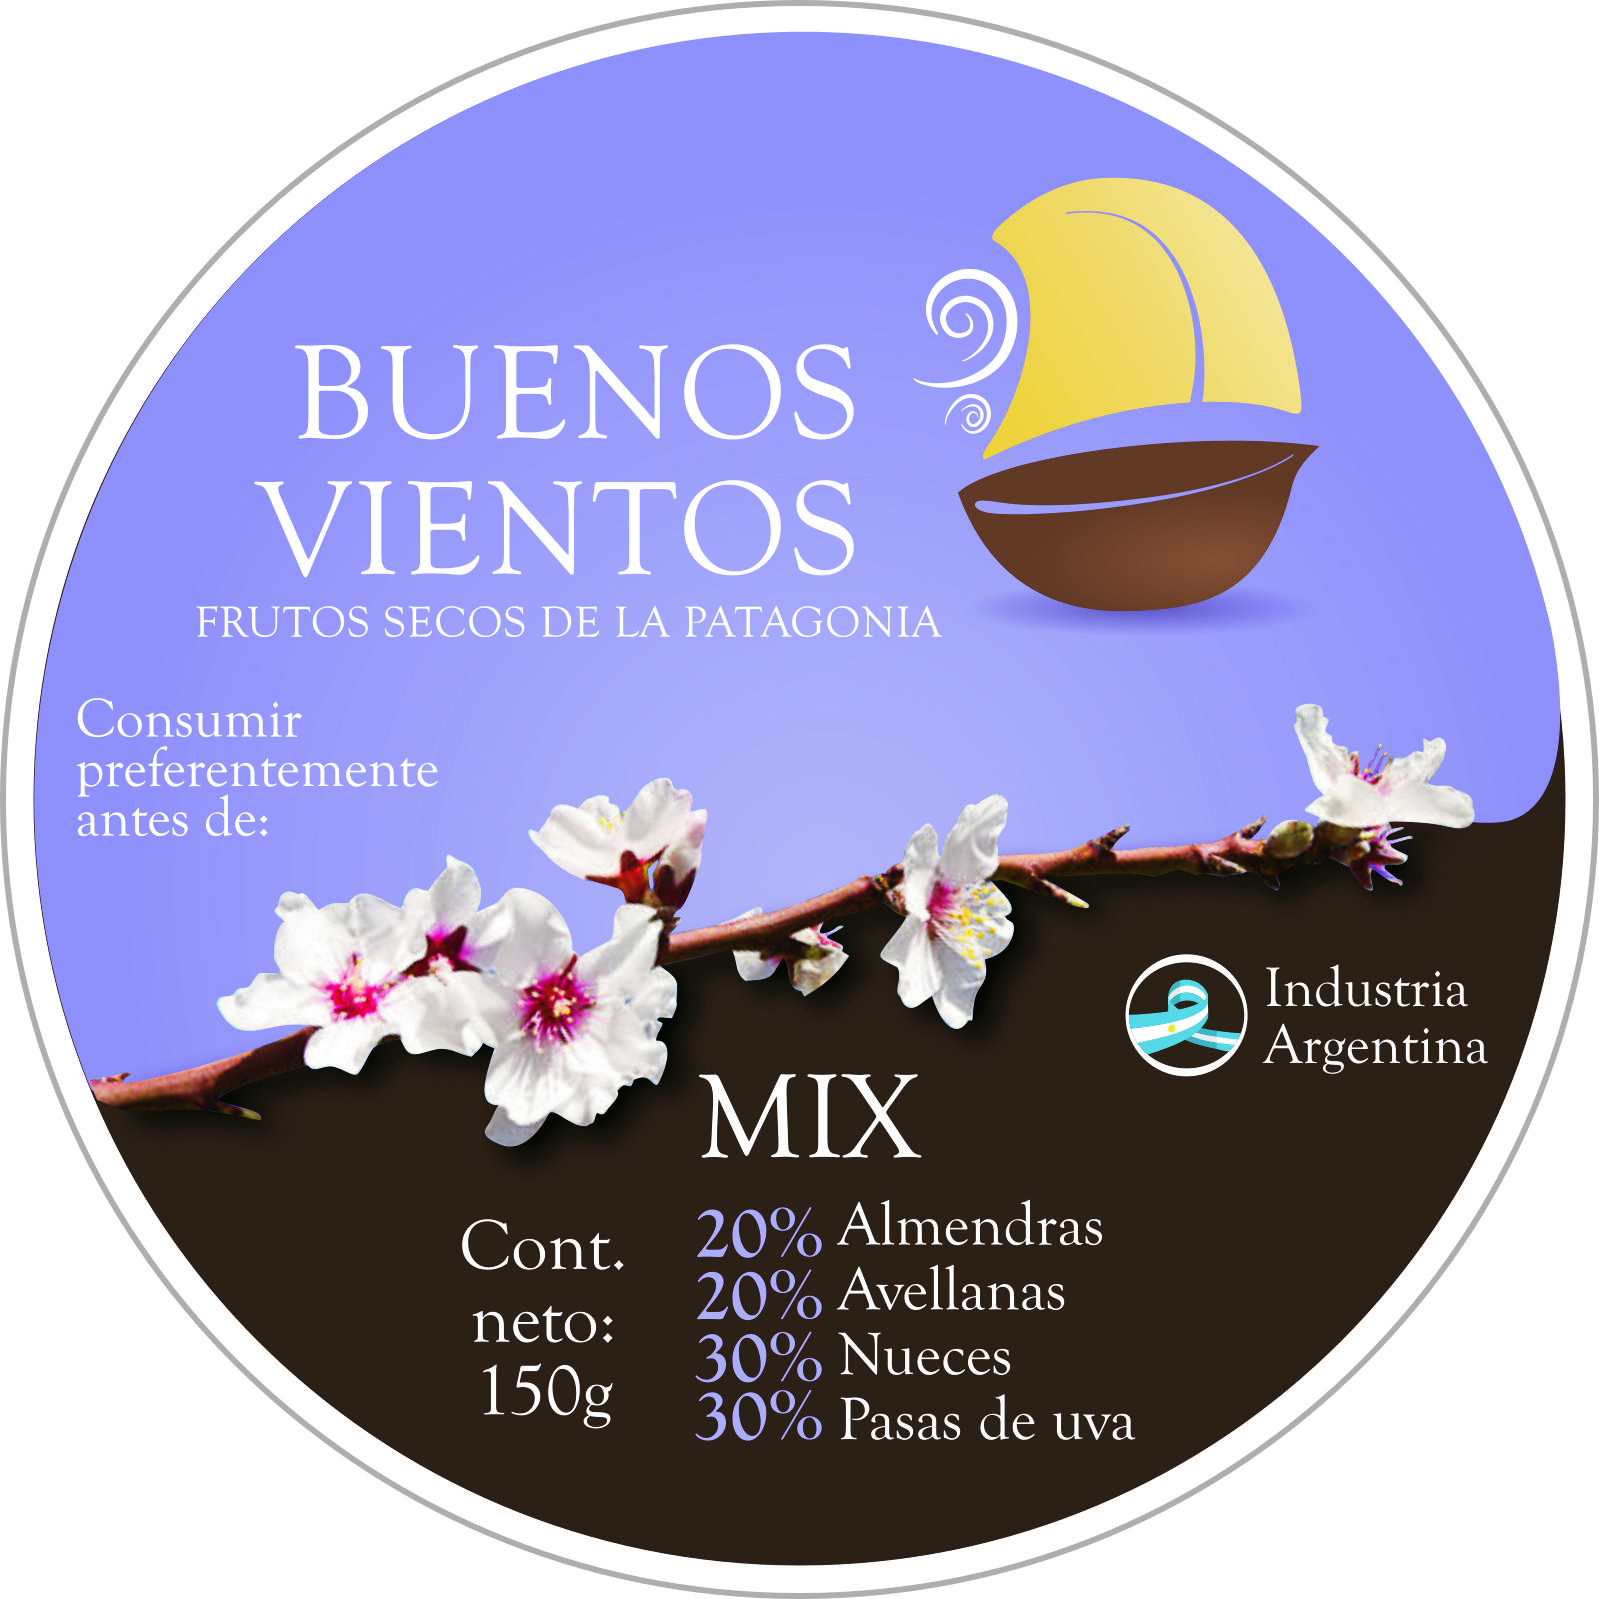 BUENOS
VIENTOS
FRUTOS SECOS DE LA PATAGONIA
Consumir
preferentemente
antes de:
Industria
Argentina
MIX
Cont.
neto:
150g
20% Almendras
20% Avellanas
30% Nueces
30% Pasas de uva